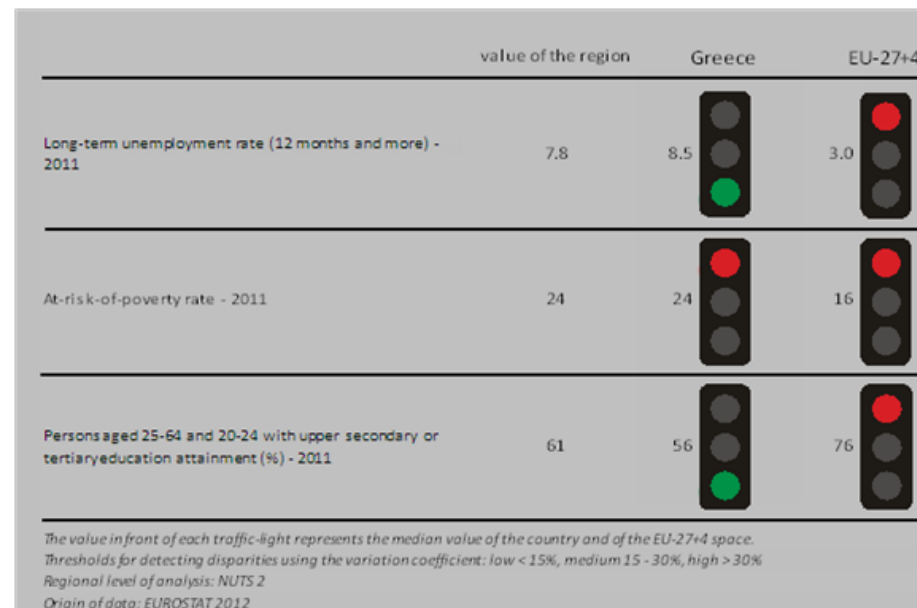 value of the region Greece EU-27+4
Long-term unemployment rate (12 months and more) -
2011
7.8 8.5 3.0
At-risk-of-poverty rate - 2011 24 24 16
Persons aged 25-64 and 20-24 with upper secondary or
tertiary education attainment (%) - 2011
61 56 76
The value in front of each traffic-light represents the median value of the country and of the EU-27+4 space.
Thresholds for detecting disparities using the variation coefficient: low < 15%, medium 15 - 30%, high > 30%
Regional level of analysis: NUTS 2
Origin of data: EUROSTAT 2012